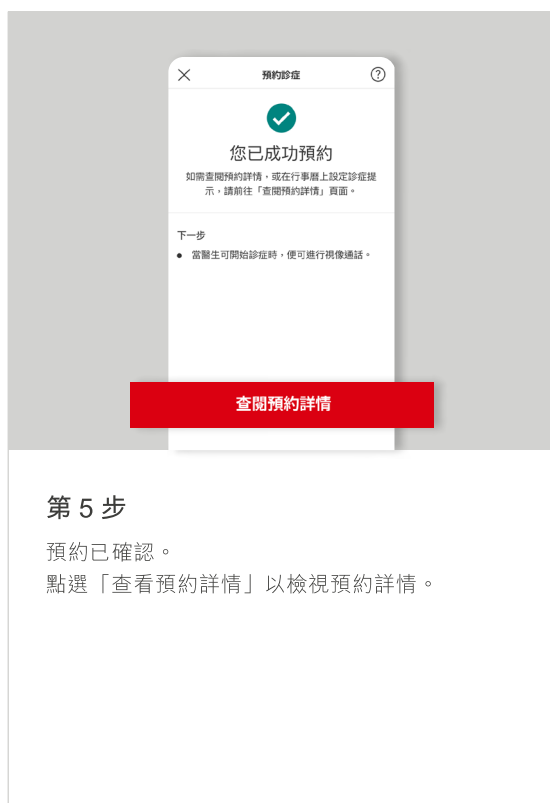 預約診症
您已成功預約
如需查閱預約詳情，或在行事曆上設定診症提
示，請前往「查閱預約詳情」頁面。
下一步
● 當醫生可開始診症時，便可進行視像通話。
查閱預約詳情
第 5 步
預約已確認。
點選「查看預約詳情」以檢視預約詳情。